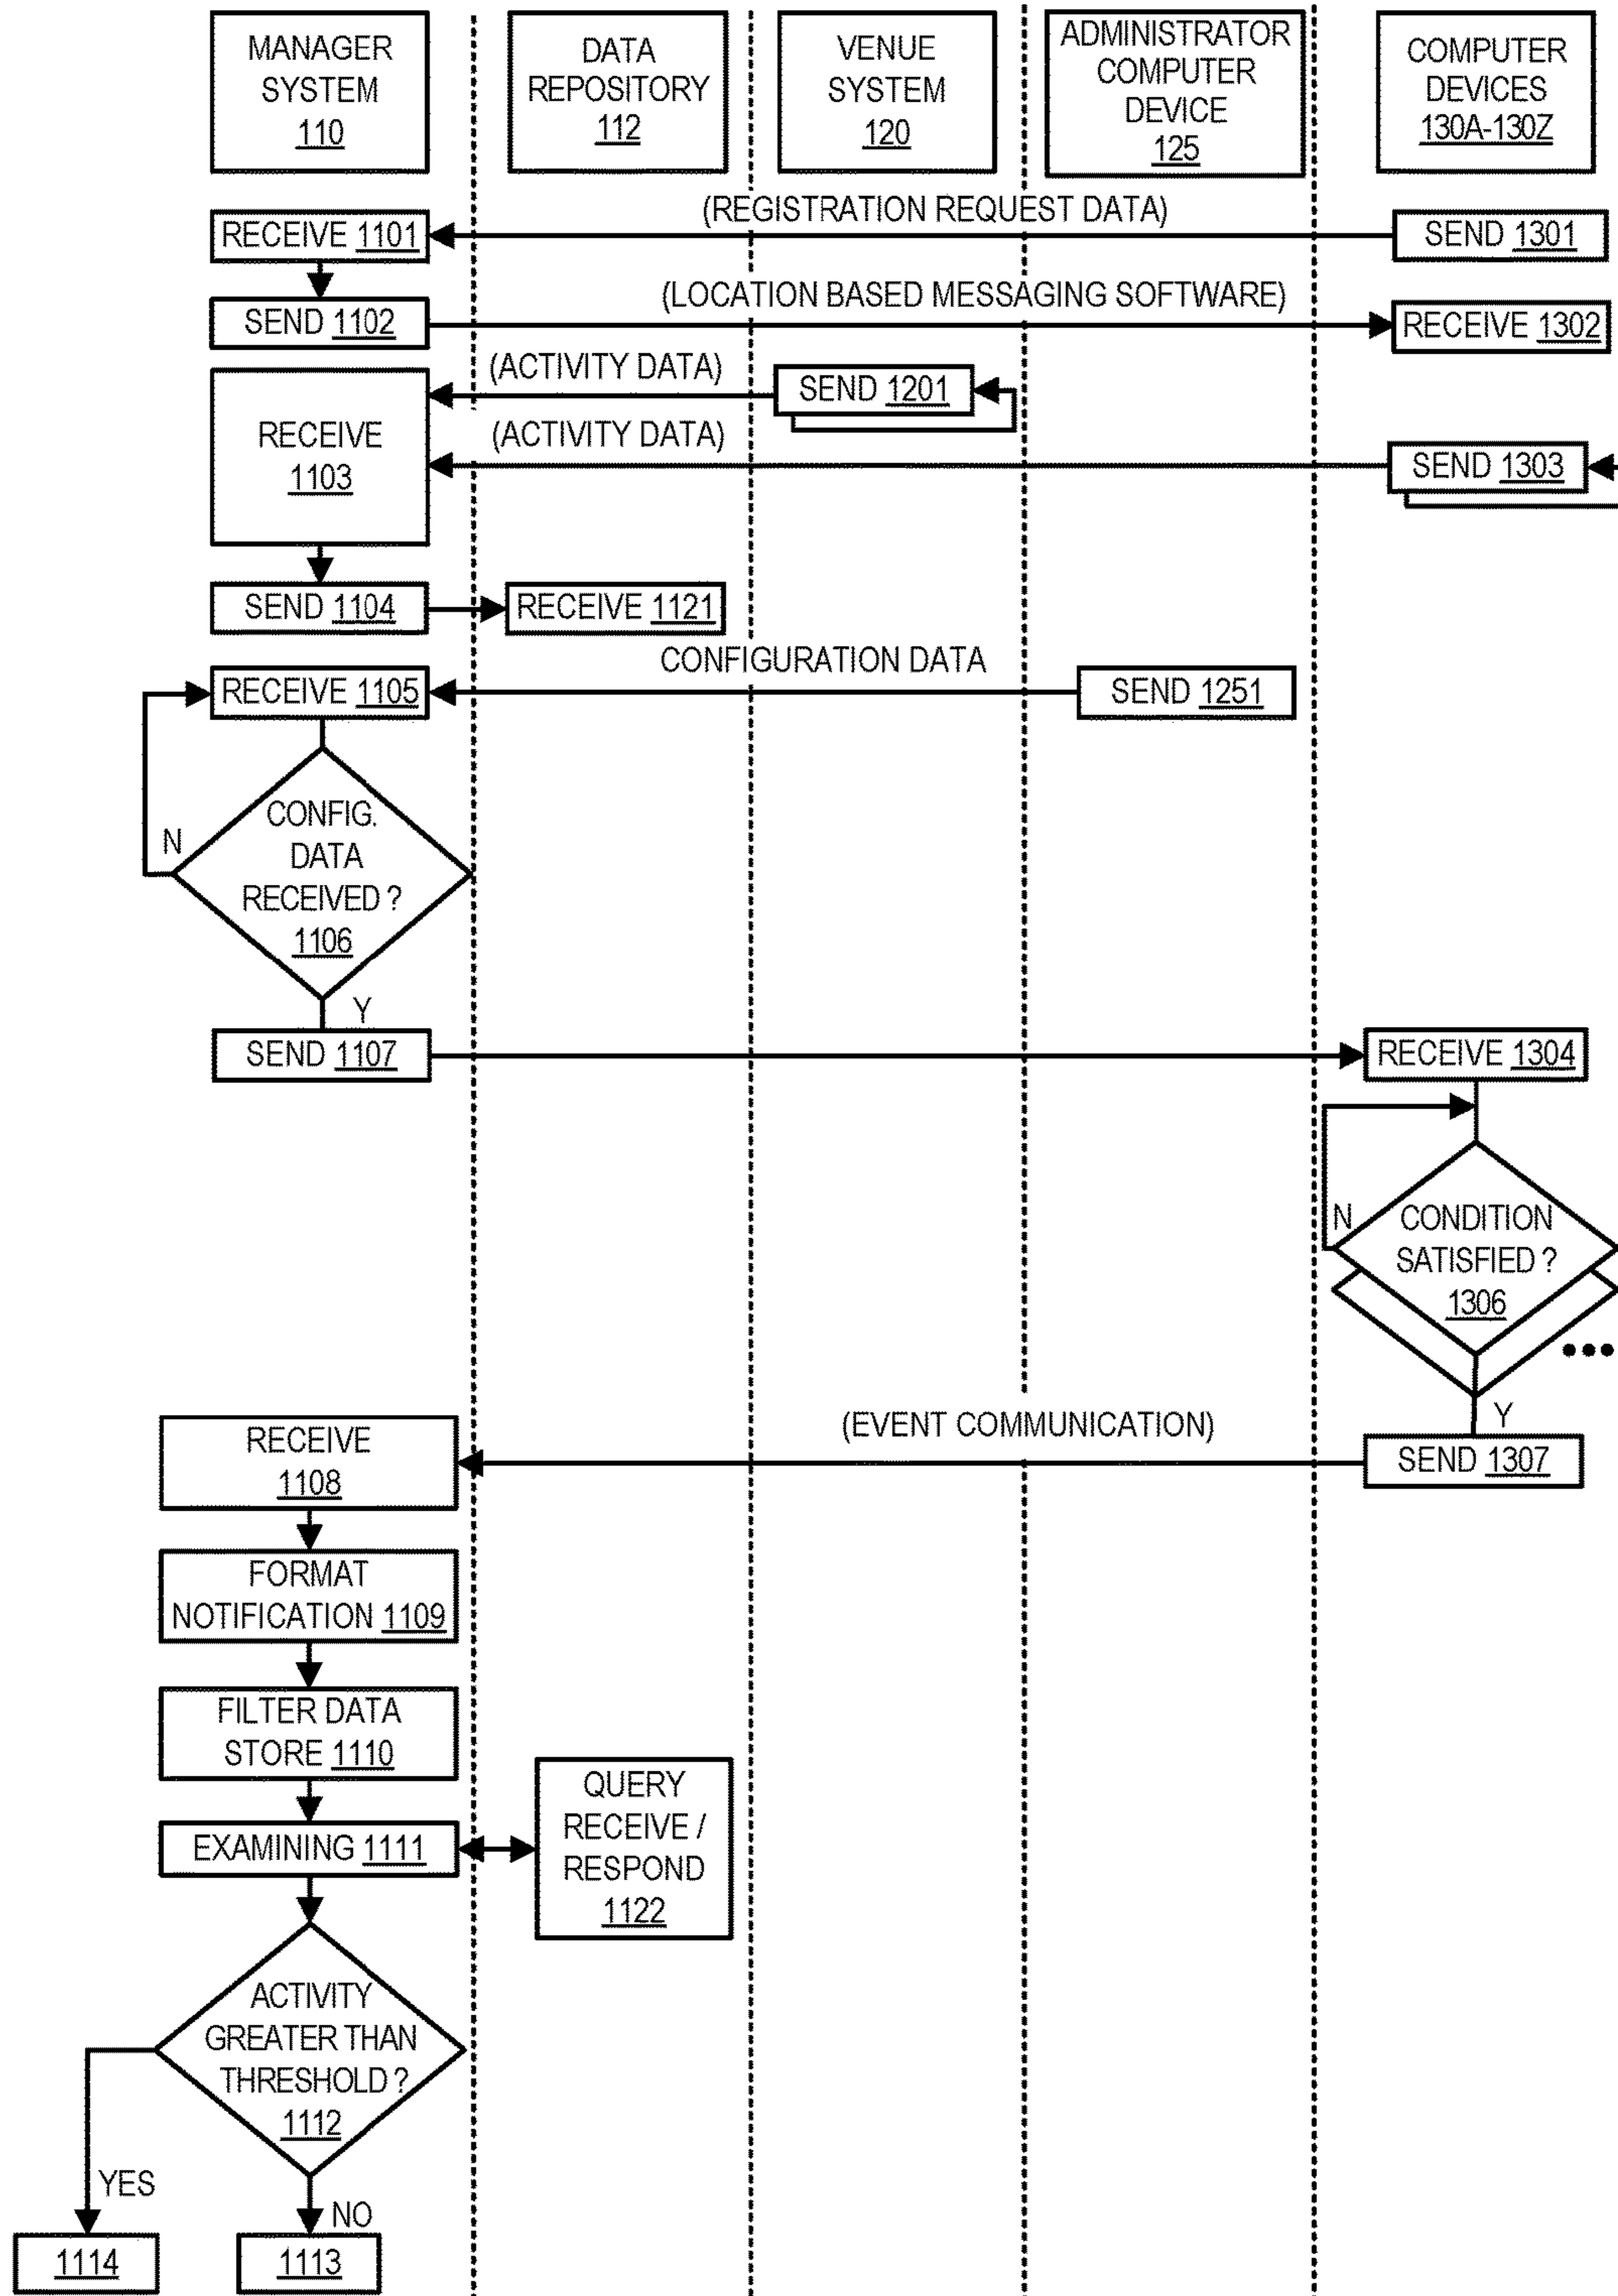 MANAGER
SYSTEM
110
DATA
REPOSITORY
112
VENUE
SYSTEM
120
ADMINISTRATOR
COMPUTER
DEVICE
125
COMPUTER
DEVICES
130A-130Z
(REGISTRATION REQUEST DATA)
RECEIVE 1101
SEND 1301
(LOCATION BASED MESSAGING SOFTWARE)
SEND 1102
RECEIVE 1302
(ACTIVITY DATA)
SEND 1201
RECEIVE
1103
(ACTIVITY DATA)
SEND 1303
SEND 1104
RECEIVE 1121
CONFIGURATION DATA
RECEIVE 1105
SEND 1251
N
CONFIG.
DATA
RECEIVED ?
1106
Y
SEND 1107
RECEIVE 1304
N
CONDITION
SATISFIED ?
1306
•••
Y
(EVENT COMMUNICATION)
RECEIVE
1108
SEND 1307
FORMAT
NOTIFICATION 1109
FILTER DATA
STORE 1110
EXAMINING 1111
QUERY
RECEIVE /
RESPOND
1122
ACTIVITY
GREATER THAN
THRESHOLD ?
1112
YES
NO
1114
1113